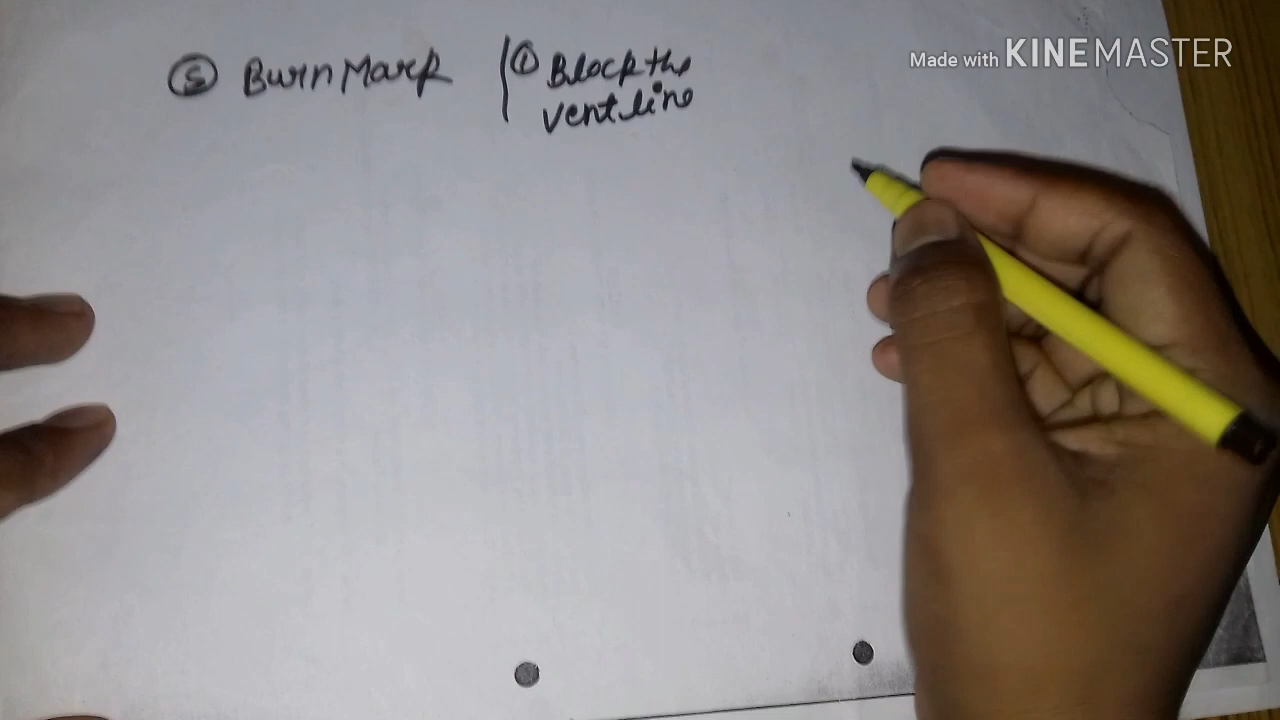 ⑤ Burn Mark | ① Block the
vent line
Made with KINEMASTER